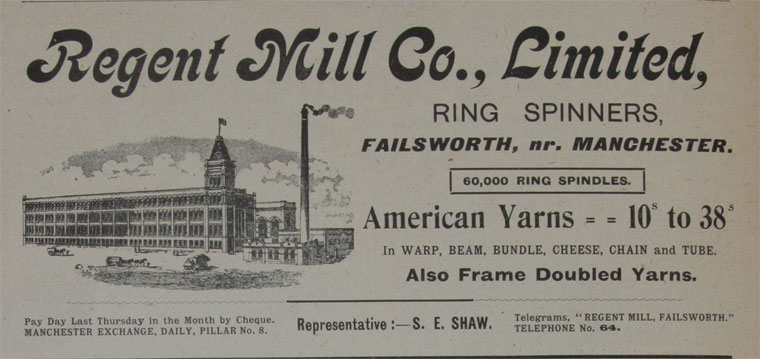 Regent Mill Co., Limited,
RING SPINNERS,
FAILSWORTH, nr. MANCHESTER.
60,000 RING SPINDLES.
American Yarns = = 10s to 38s
In WARP, BEAM, BUNDLE, CHEESE, CHAIN and TUBE.
Also Frame Doubled Yarns.
Pay Day Last Thursday in the Month by Cheque.
MANCHESTER EXCHANGE, DAILY, PILLAR No. 8.
Representative :—S. E. SHAW.
Telegrams, "REGENT MILL, FAILSWORTH."
TELEPHONE No. 64.